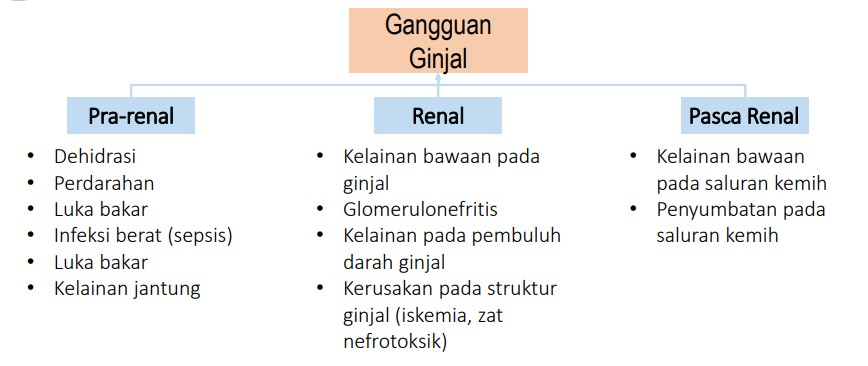 Gangguan
Ginjal
Pra-renal
• Dehidrasi
• Perdarahan
• Luka bakar
• Infeksi berat (sepsis)
• Luka bakar
• Kelainan jantung
Renal
• Kelainan bawaan pada
ginjal
• Glomerulonefritis
• Kelainan pada pembuluh
darah ginjal
• Kerusakan pada struktur
ginjal (iskemia, zat
nefrotoksik)
Pasca Renal
• Kelainan bawaan
pada saluran kemih
• Penyumbatan pada
saluran kemih